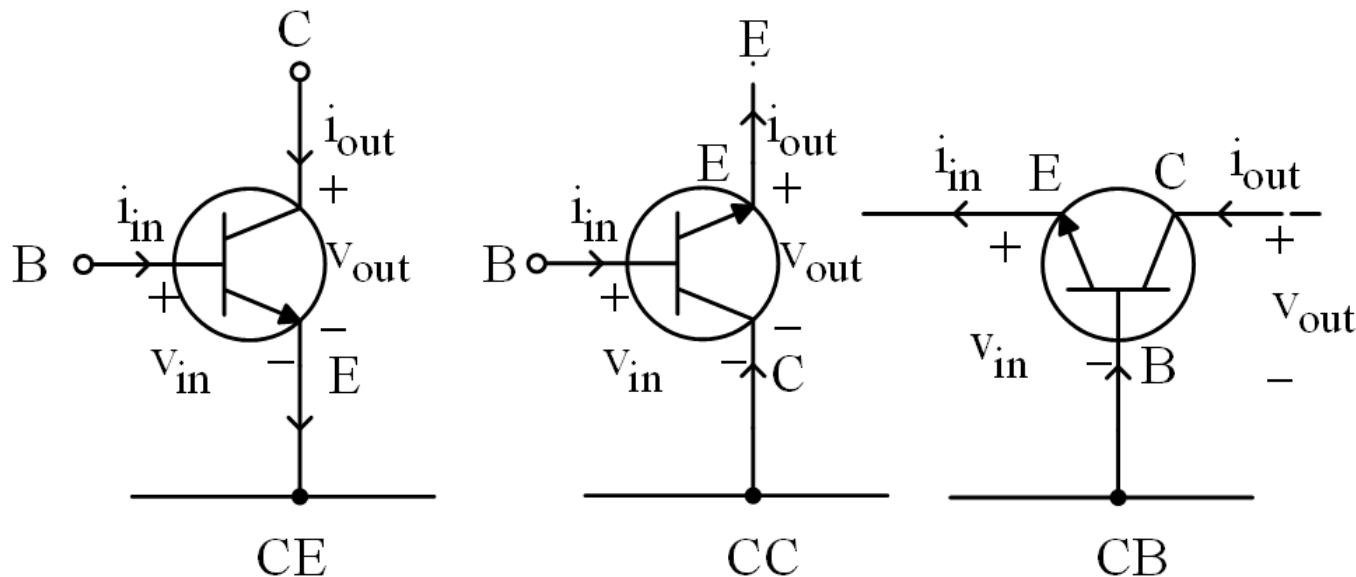 C
i_out
+
i_in
B
+
v_out
−
v_in
−
E
CE
E
i_out
E
+
i_in
B
+
v_out
−
v_in
−
C
CC
i_in
E
C
i_out
+
+
v_in
−
B
v_out
−
CB